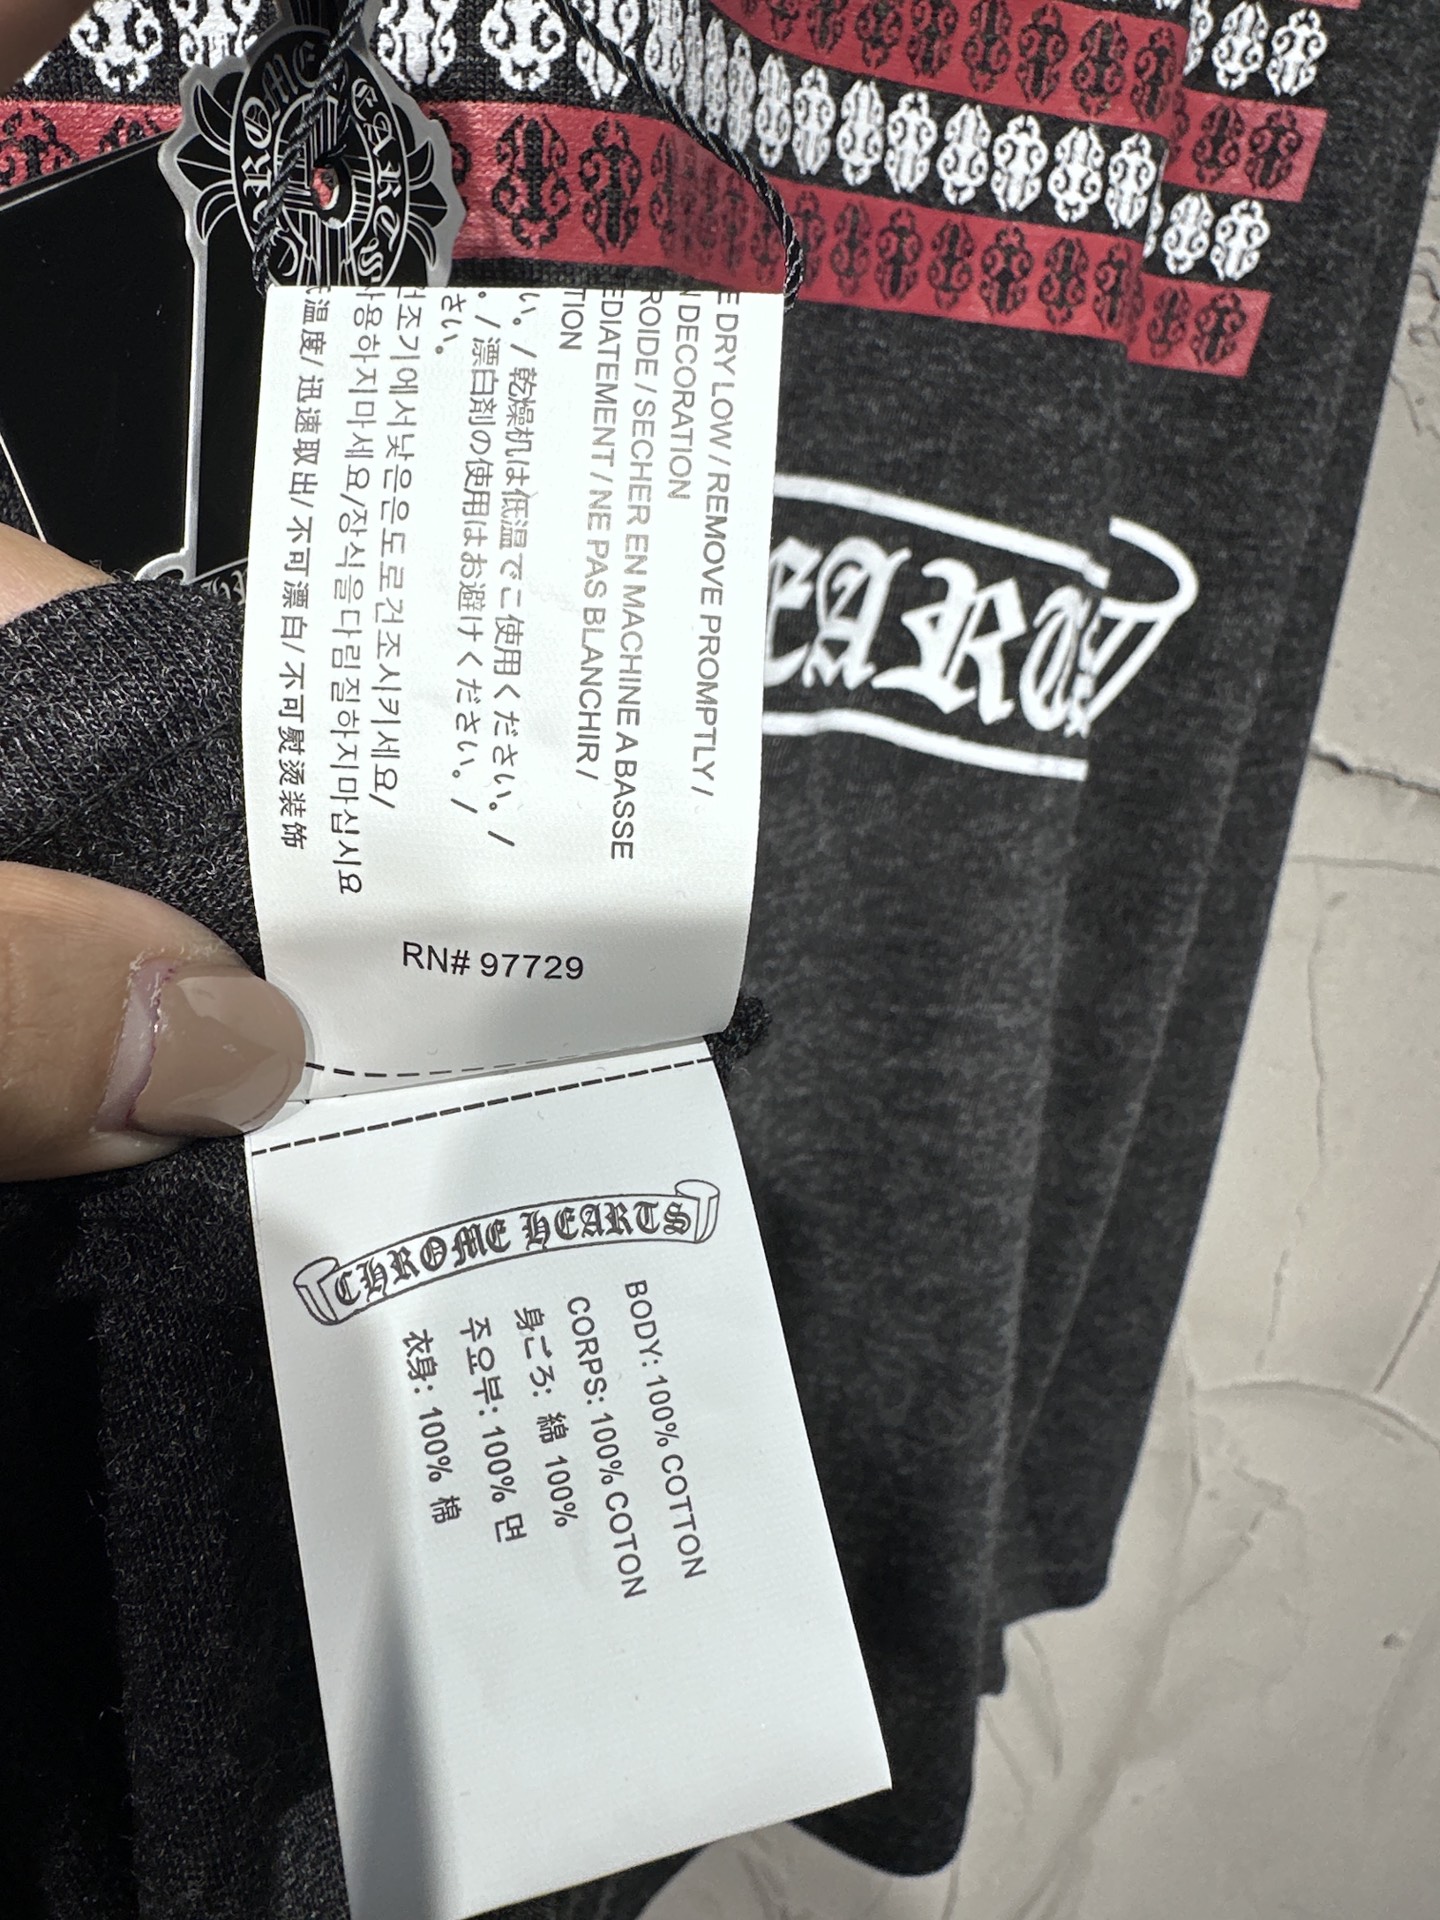 CHROME HEARTS
E DRY LOW / REMOVE PROMPTLY /
DECORATION
ROIDE / SECHER EN MACHINE A BASSE
EDIATEMENT / NE PAS BLANCHIR /
TION
い。/ 乾燥机は低温でご使用ください。/
。/ 漂白剤の使用はお避けください。/
さい。
조기에서낮은온도로건조시키세요/
용하지마세요/장식을다림질하지마십시요
温度/ 迅速取出/ 不可漂白/ 不可熨烫装饰
RN# 97729
CHROME HEARTS
BODY: 100% COTTON
CORPS: 100% COTON
身ごろ: 綿 100%
주요부: 100% 면
衣身: 100% 棉